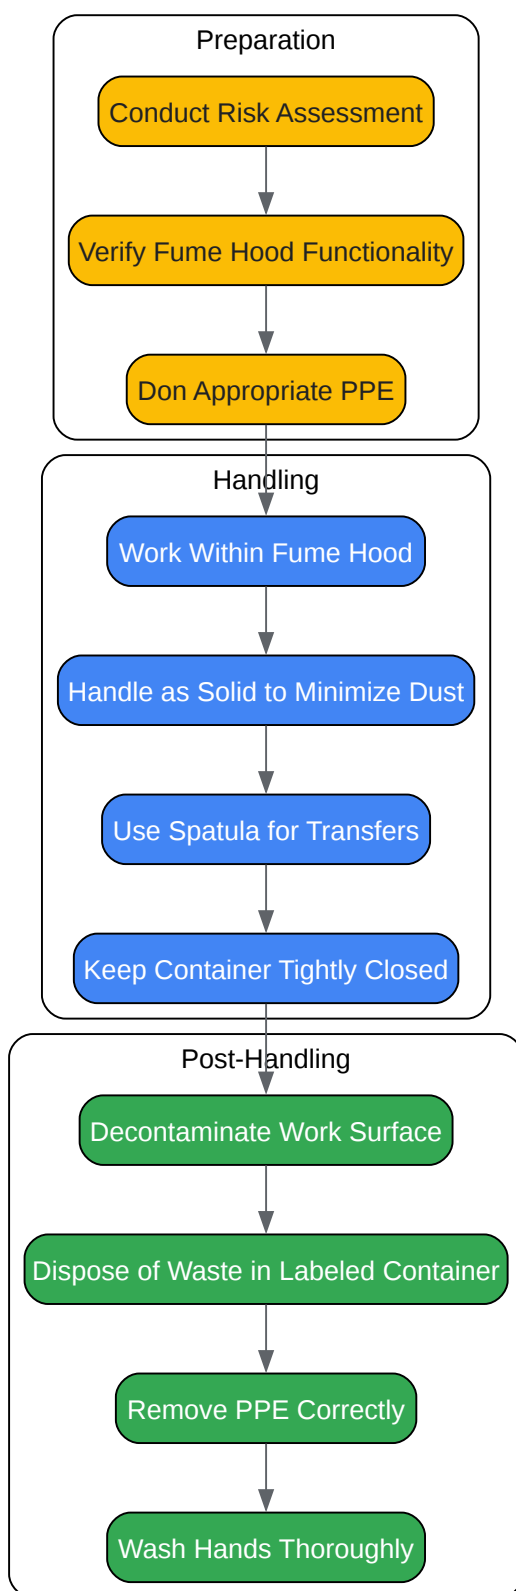 Preparation
Conduct Risk Assessment
Verify Fume Hood Functionality
Don Appropriate PPE
Handling
Work Within Fume Hood
Handle as Solid to Minimize Dust
Use Spatula for Transfers
Keep Container Tightly Closed
Post-Handling
Decontaminate Work Surface
Dispose of Waste in Labeled Container
Remove PPE Correctly
Wash Hands Thoroughly